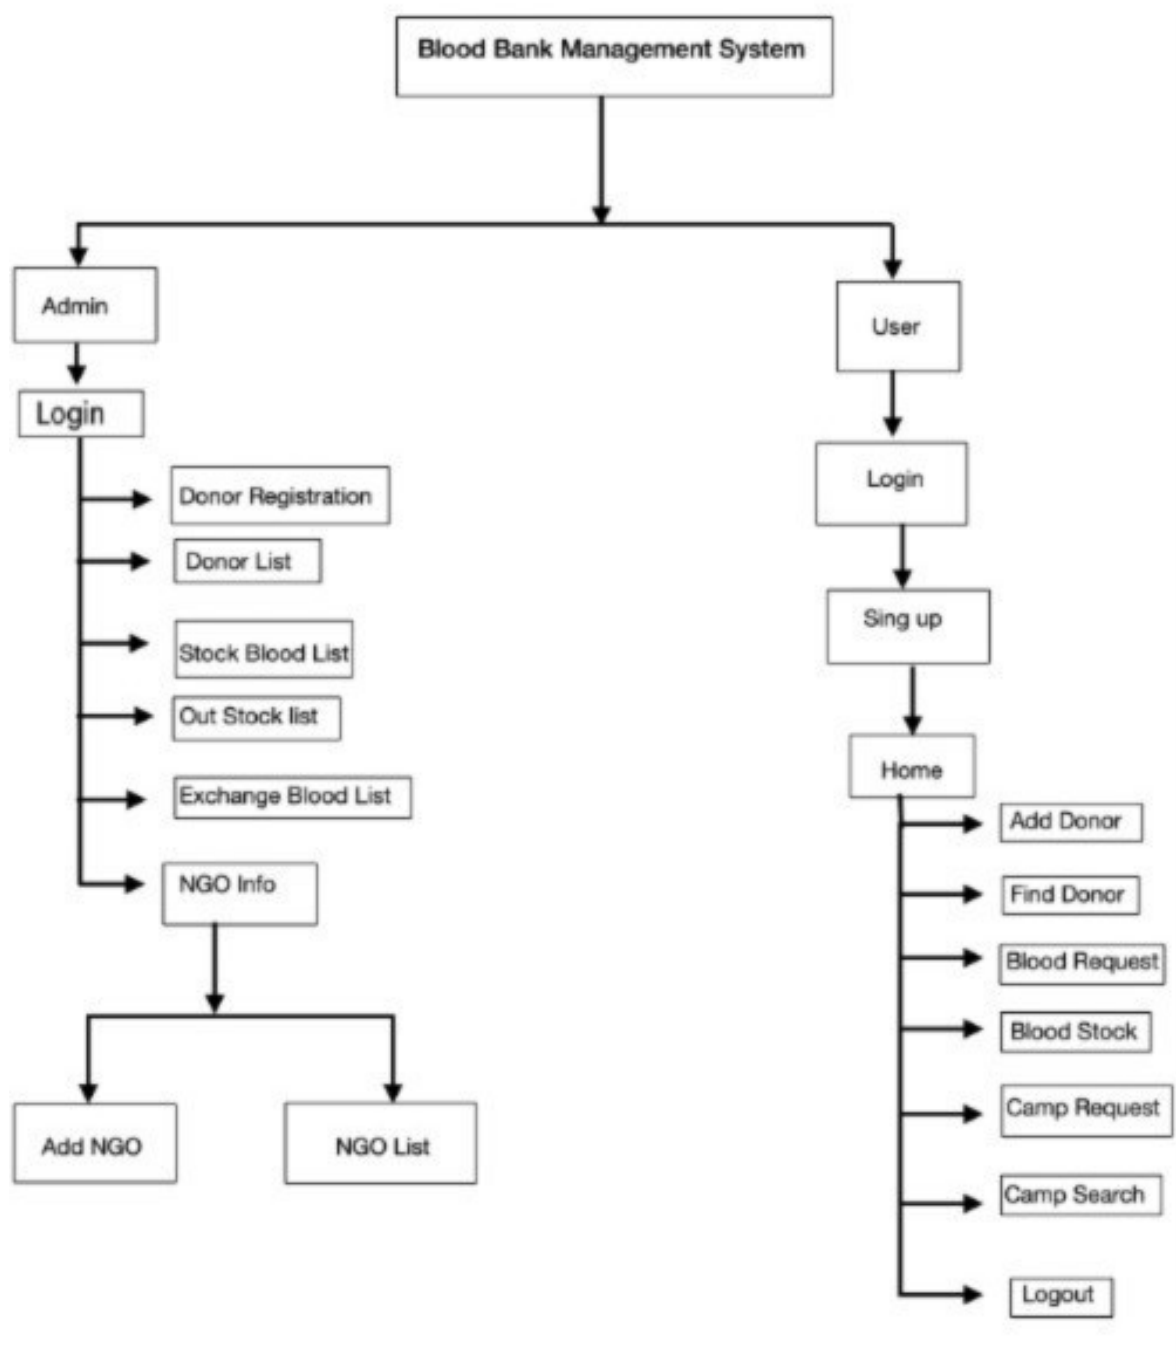 Blood Bank Management System
Admin
User
Login
Login
Donor Registration
Donor List
Sing up
Stock Blood List
Out Stock list
Home
Exchange Blood List
Add Donor
NGO Info
Find Donor
Blood Request
Blood Stock
Camp Request
Add NGO
NGO List
Camp Search
Logout